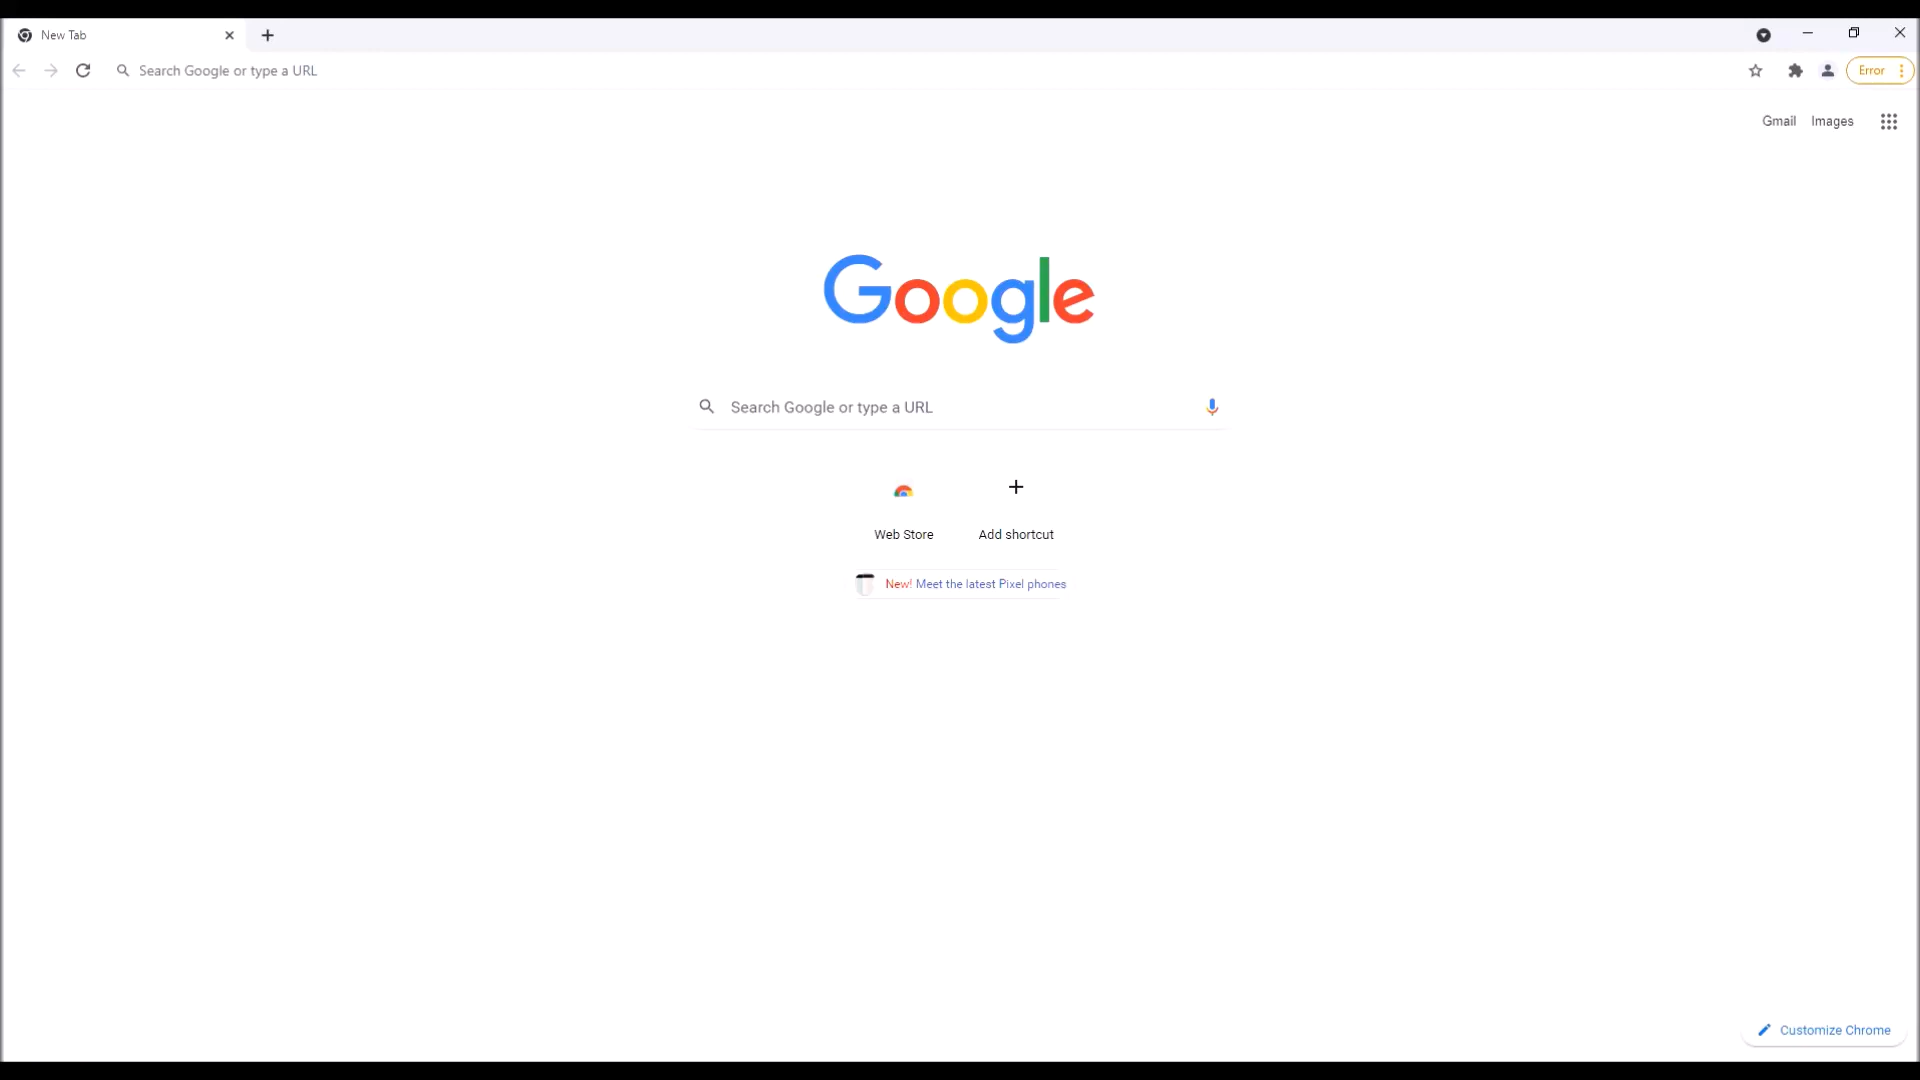 New Tab
Search Google or type a URL
Error
Gmail Images
Google
Search Google or type a URL
Web Store Add shortcut
New! Meet the latest Pixel phones
Customize Chrome